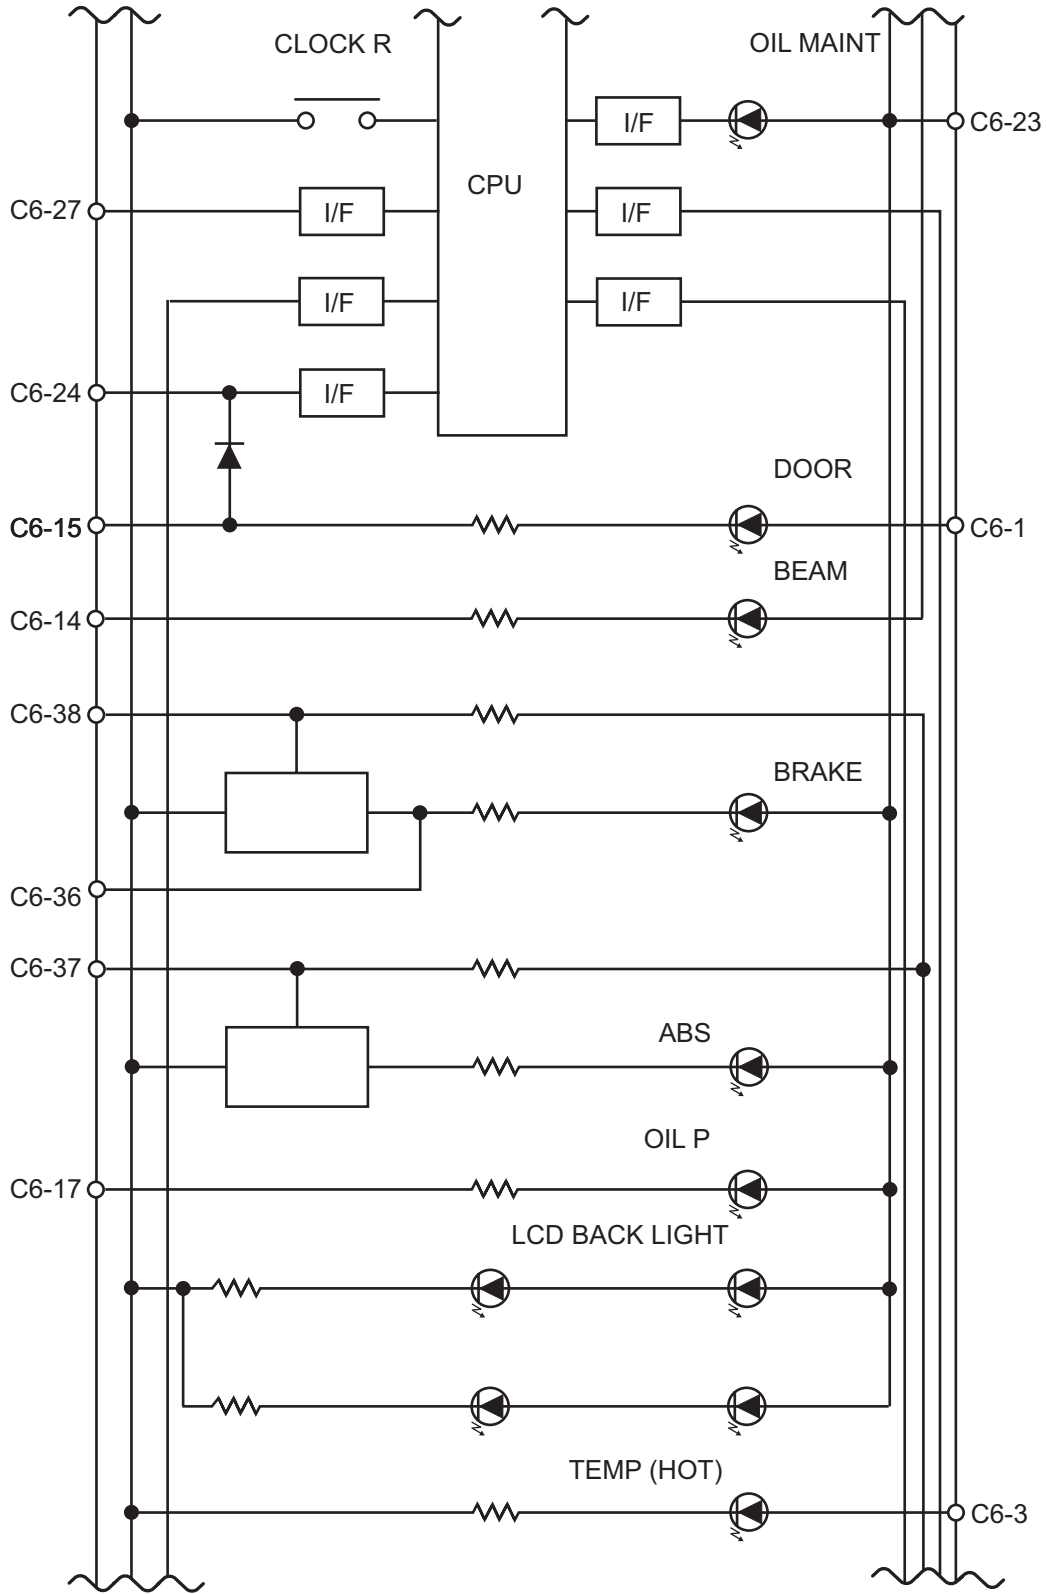 CLOCK R
OIL MAINT
I/F
C6-23
CPU
C6-27
I/F
I/F
I/F
I/F
C6-24
I/F
DOOR
C6-15
C6-1
BEAM
C6-14
C6-38
BRAKE
C6-36
C6-37
ABS
OIL P
C6-17
LCD BACK LIGHT
TEMP (HOT)
C6-3